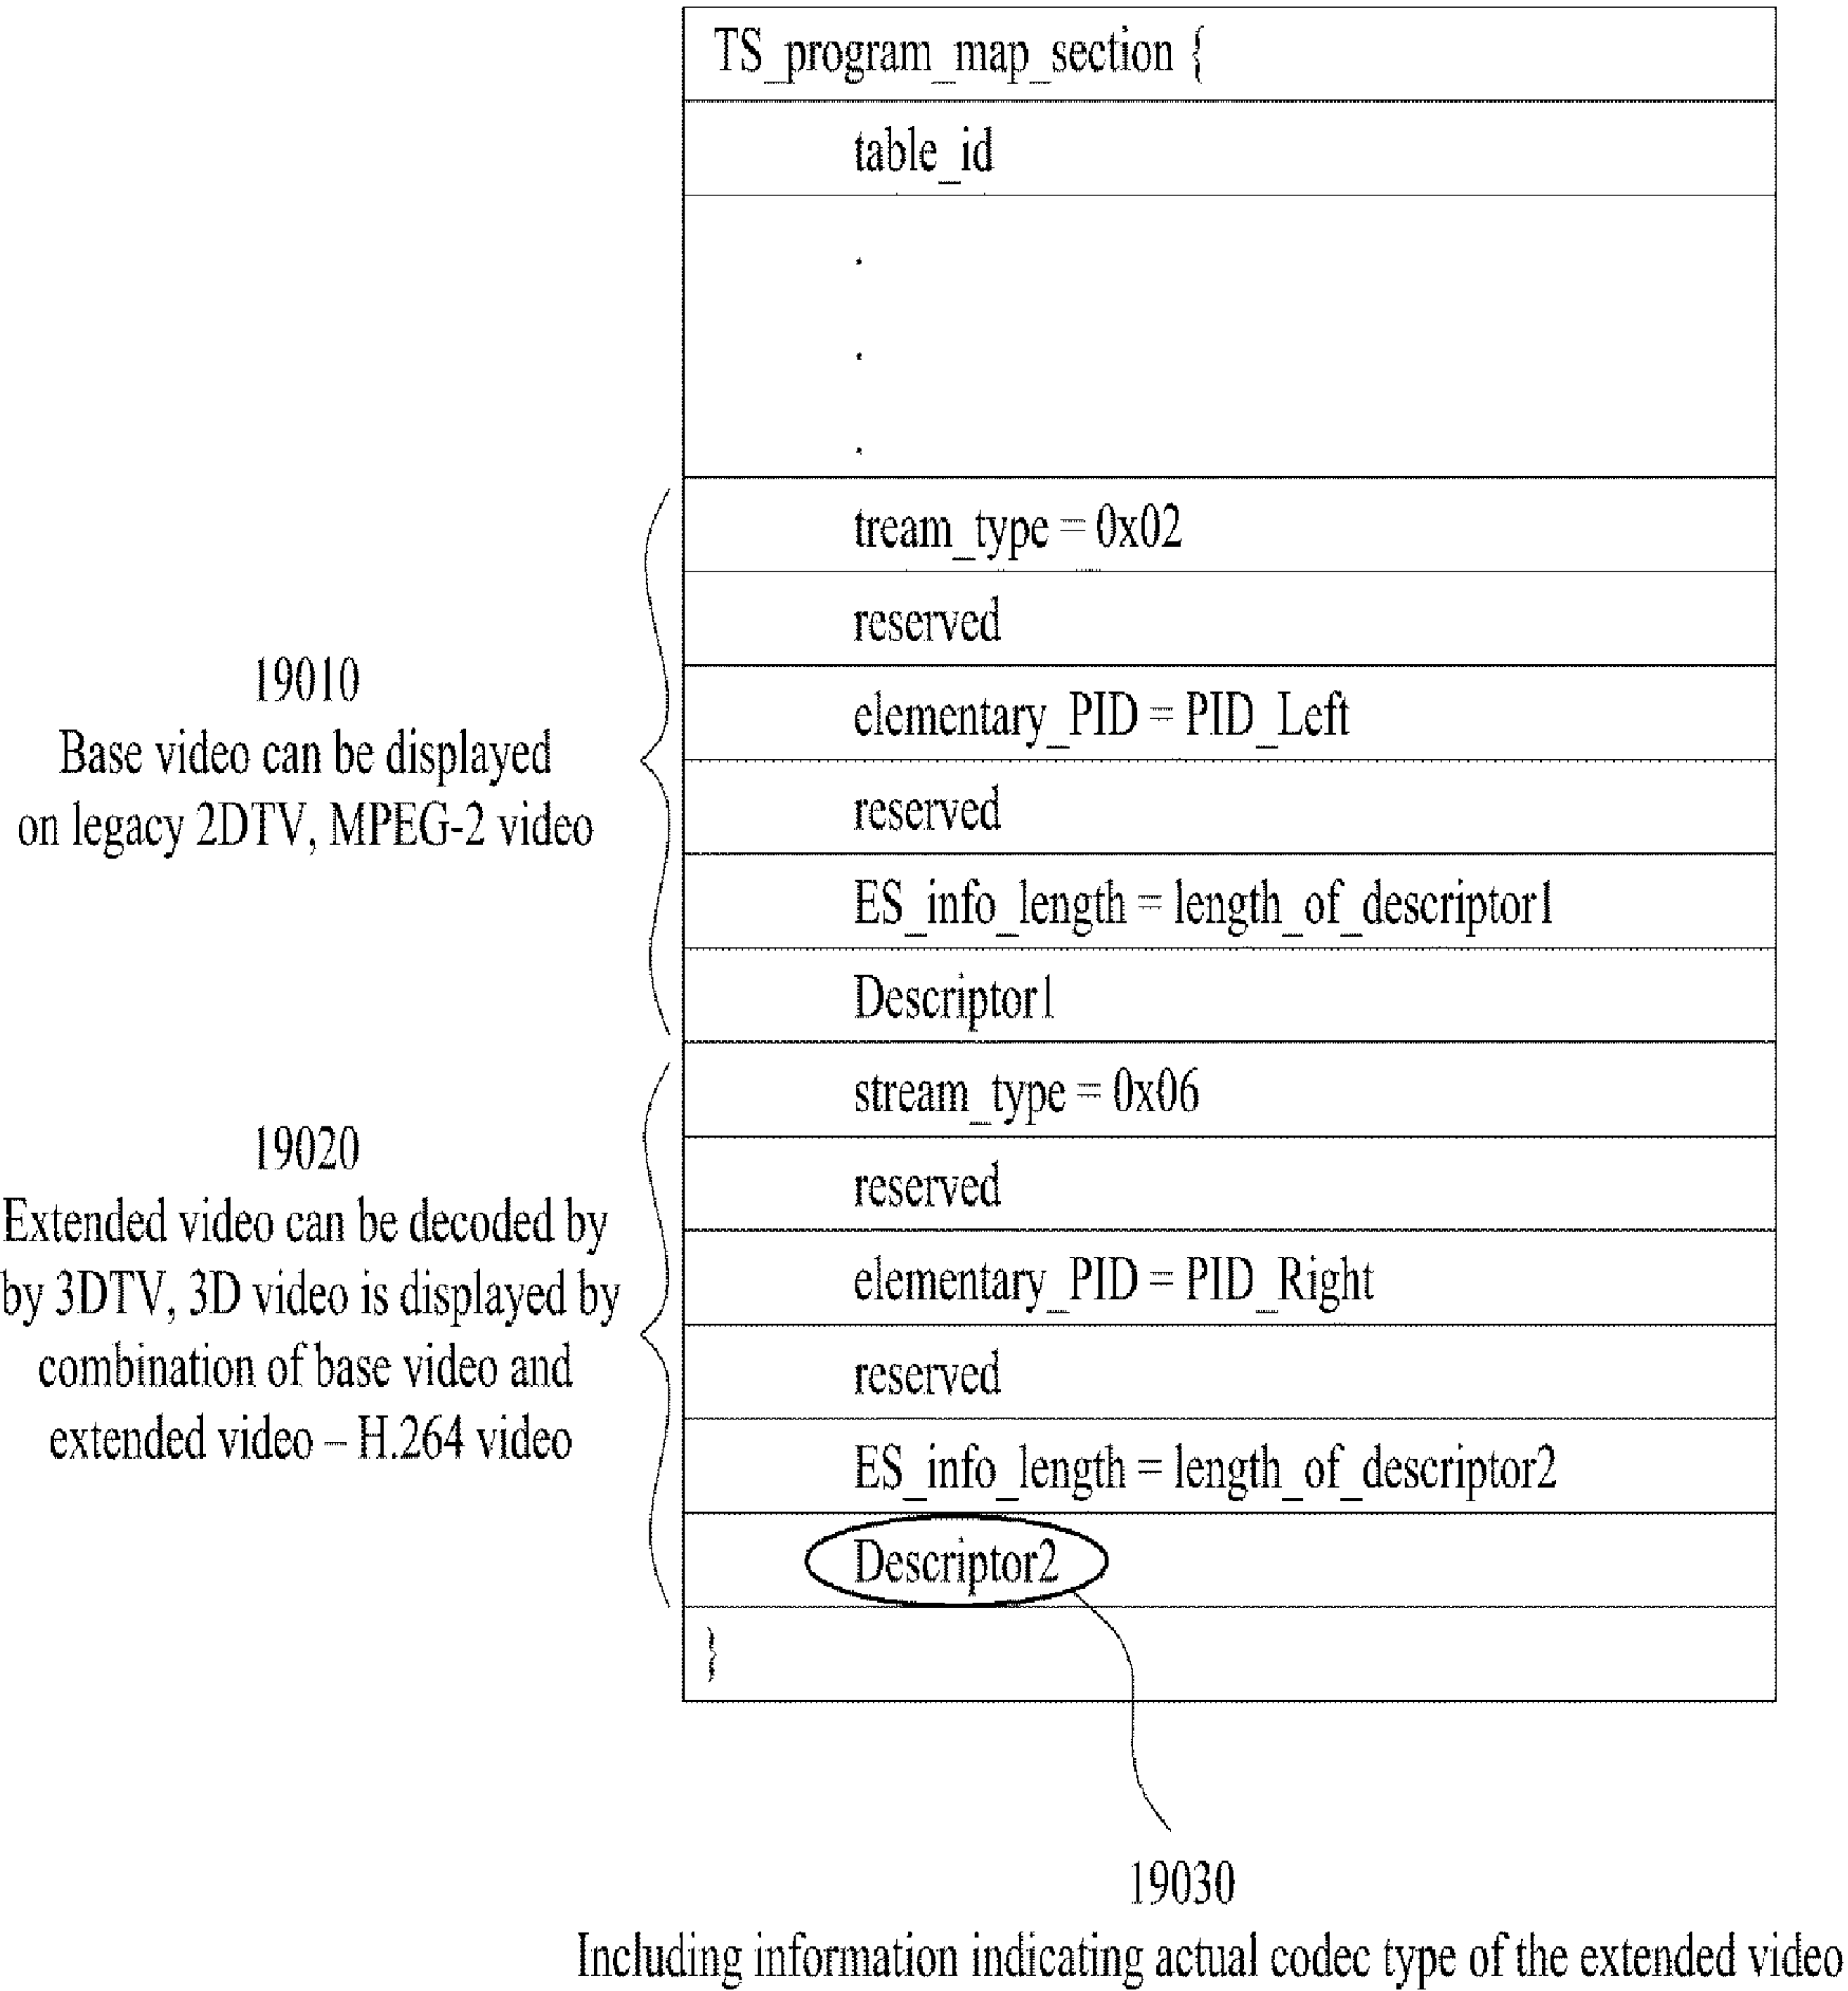 TS_program_map_section {
table_id
.
.
.
tream_type = 0x02
reserved
elementary_PID = PID_Left
reserved
ES_info_length = length_of_descriptor1
Descriptor1
19010
Base video can be displayed
on legacy 2DTV, MPEG-2 video
stream_type = 0x06
reserved
elementary_PID = PID_Right
reserved
ES_info_length = length_of_descriptor2
Descriptor2
}
19020
Extended video can be decoded by
by 3DTV, 3D video is displayed by
combination of base video and
extended video – H.264 video
19030
Including information indicating actual codec type of the extended video